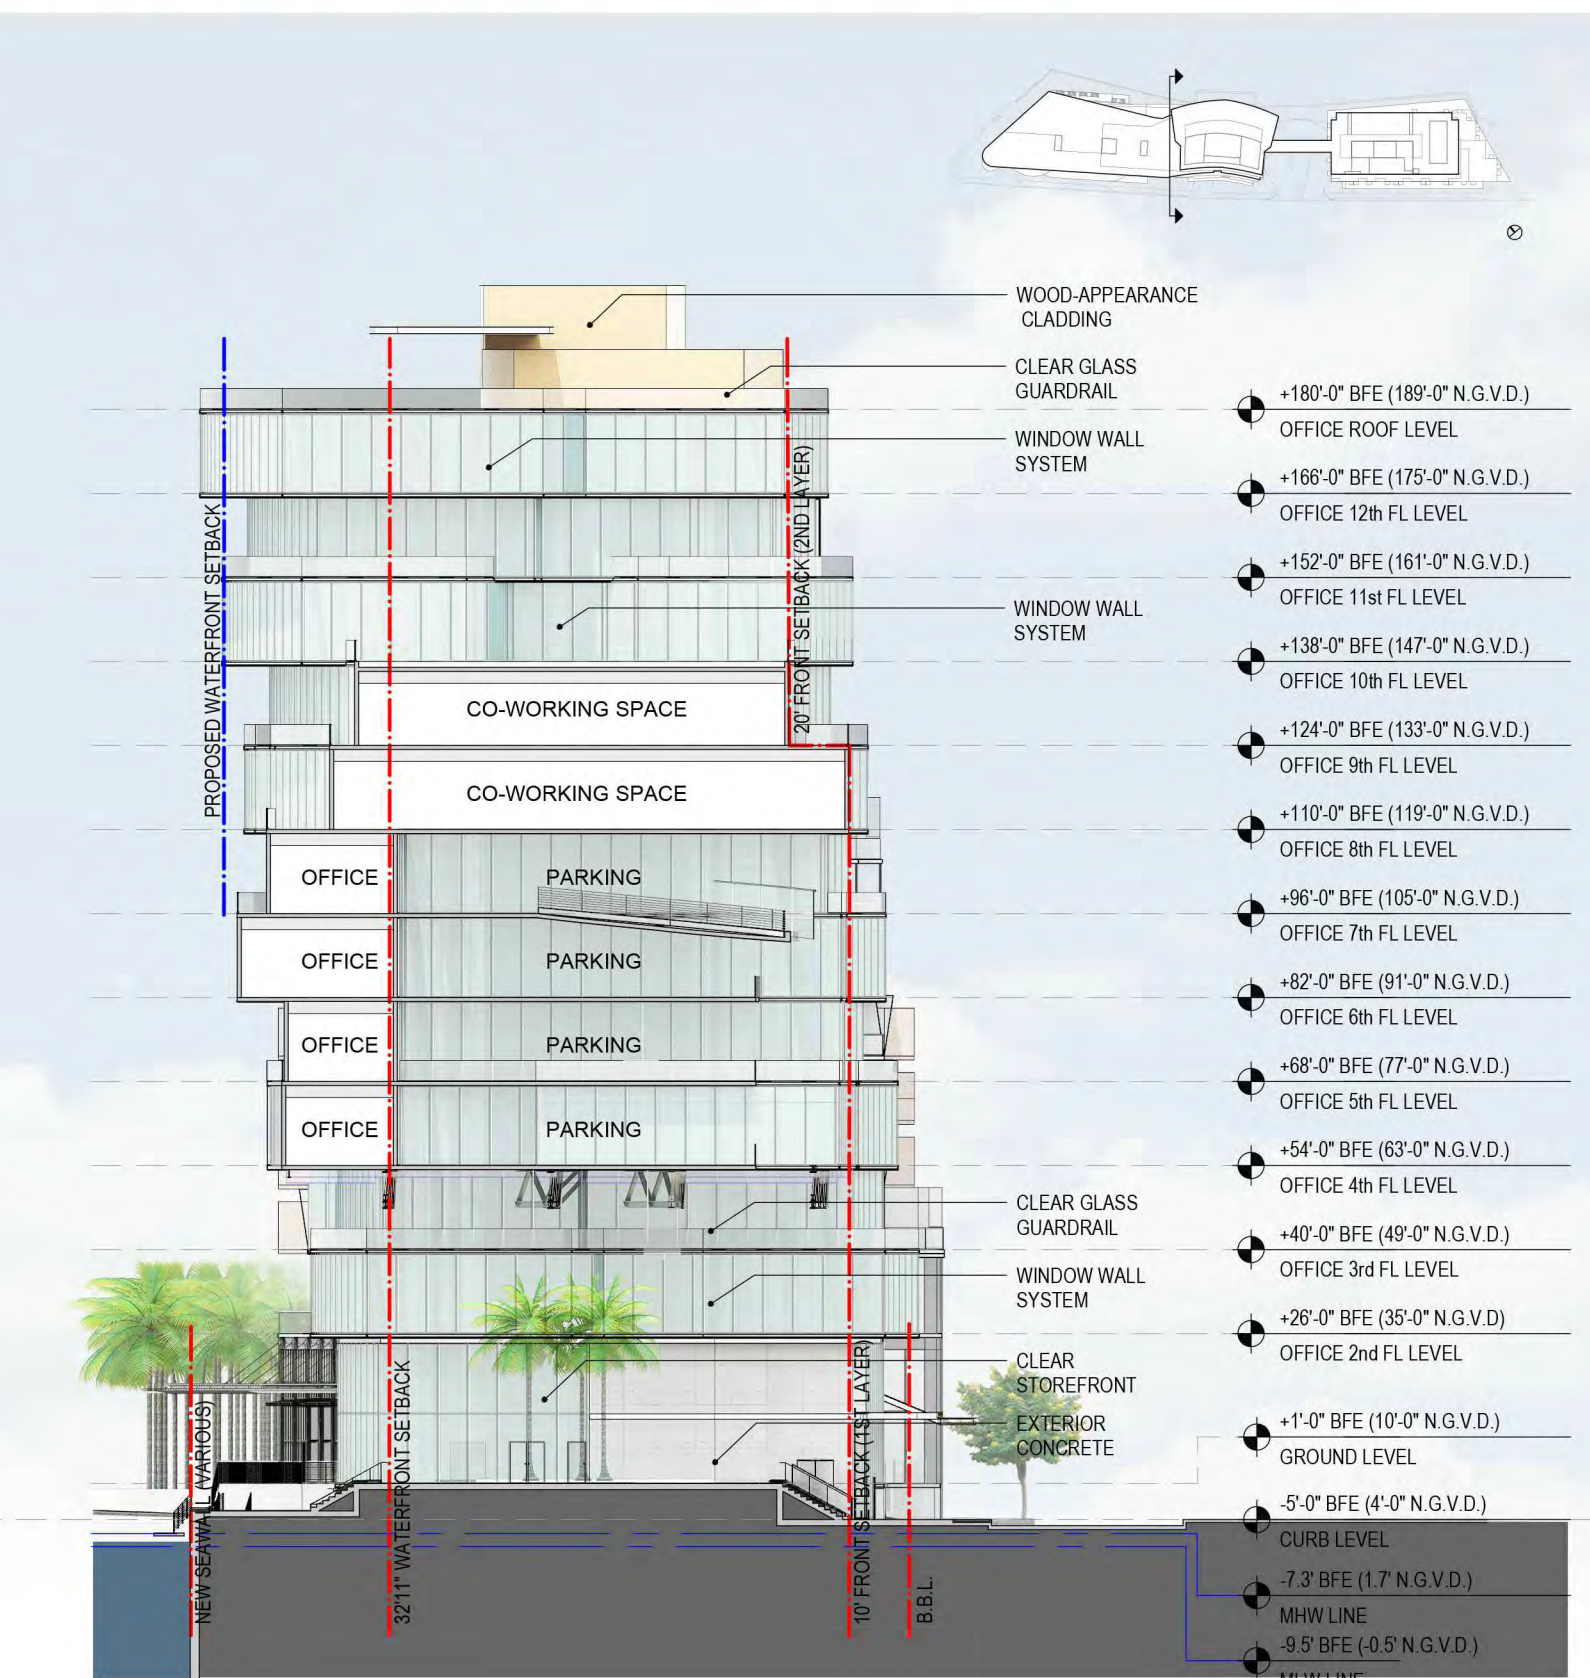 WOOD-APPEARANCE
CLADDING
CLEAR GLASS
GUARDRAIL
WINDOW WALL
SYSTEM
WINDOW WALL
SYSTEM
CLEAR GLASS
GUARDRAIL
WINDOW WALL
SYSTEM
CLEAR
STOREFRONT
EXTERIOR
CONCRETE
+180'-0" BFE (189'-0" N.G.V.D.)
OFFICE ROOF LEVEL
+166'-0" BFE (175'-0" N.G.V.D.)
OFFICE 12th FL LEVEL
+152'-0" BFE (161'-0" N.G.V.D.)
OFFICE 11st FL LEVEL
+138'-0" BFE (147'-0" N.G.V.D.)
OFFICE 10th FL LEVEL
+124'-0" BFE (133'-0" N.G.V.D.)
OFFICE 9th FL LEVEL
+110'-0" BFE (119'-0" N.G.V.D.)
OFFICE 8th FL LEVEL
+96'-0" BFE (105'-0" N.G.V.D.)
OFFICE 7th FL LEVEL
+82'-0" BFE (91'-0" N.G.V.D.)
OFFICE 6th FL LEVEL
+68'-0" BFE (77'-0" N.G.V.D.)
OFFICE 5th FL LEVEL
+54'-0" BFE (63'-0" N.G.V.D.)
OFFICE 4th FL LEVEL
+40'-0" BFE (49'-0" N.G.V.D.)
OFFICE 3rd FL LEVEL
+26'-0" BFE (35'-0" N.G.V.D)
OFFICE 2nd FL LEVEL
+1'-0" BFE (10'-0" N.G.V.D.)
GROUND LEVEL
-5'-0" BFE (4'-0" N.G.V.D.)
CURB LEVEL
-7.3' BFE (1.7' N.G.V.D.)
MHW LINE
-9.5' BFE (-0.5' N.G.V.D.)
MLW LINE
CO-WORKING SPACE
CO-WORKING SPACE
OFFICE PARKING
OFFICE PARKING
OFFICE PARKING
OFFICE PARKING
PROPOSED WATERFRONT SETBACK
20' FRONT SETBACK (2ND LAYER)
NEW SEAWALL (VARIOUS)
32'11" WATERFRONT SETBACK
10' FRONT SETBACK (1ST LAYER)
B.B.L.